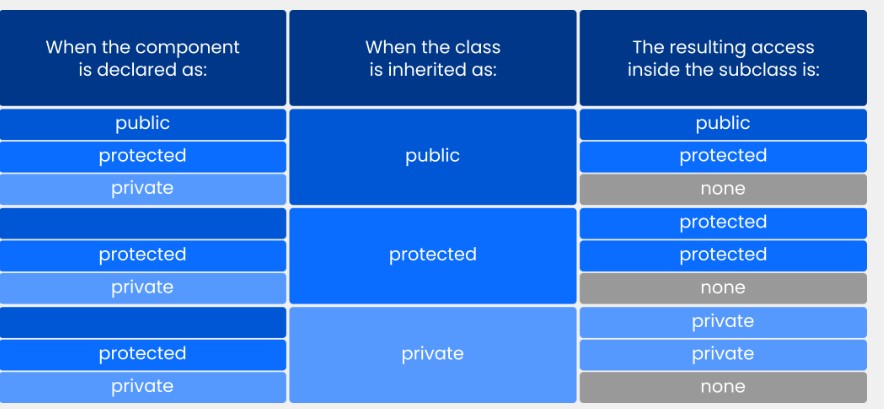 When the component
is declared as:
When the class
is inherited as:
The resulting access
inside the subclass is:
public
protected
private
public
public
protected
none
protected
private
protected
protected
protected
none
protected
private
private
private
private
none